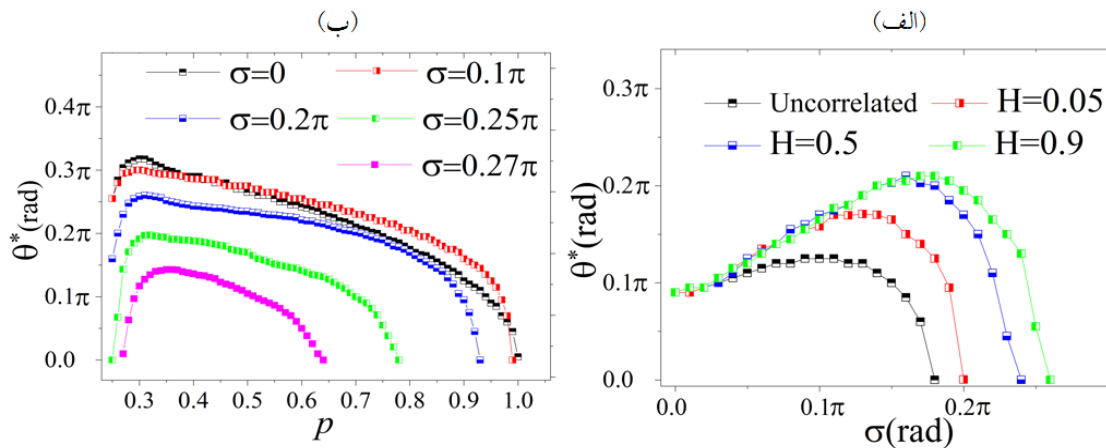 (ب)
σ=0
σ=0.1π
σ=0.2π
σ=0.25π
σ=0.27π
θ*(rad)
0.4π
0.3π
0.2π
0.1π
0.0
0.3 0.4 0.5 0.6 0.7 0.8 0.9 1.0
p
(الف)
Uncorrelated
H=0.05
H=0.5
H=0.9
θ*(rad)
0.3π
0.2π
0.1π
0.0
0.0 0.1π 0.2π
σ(rad)